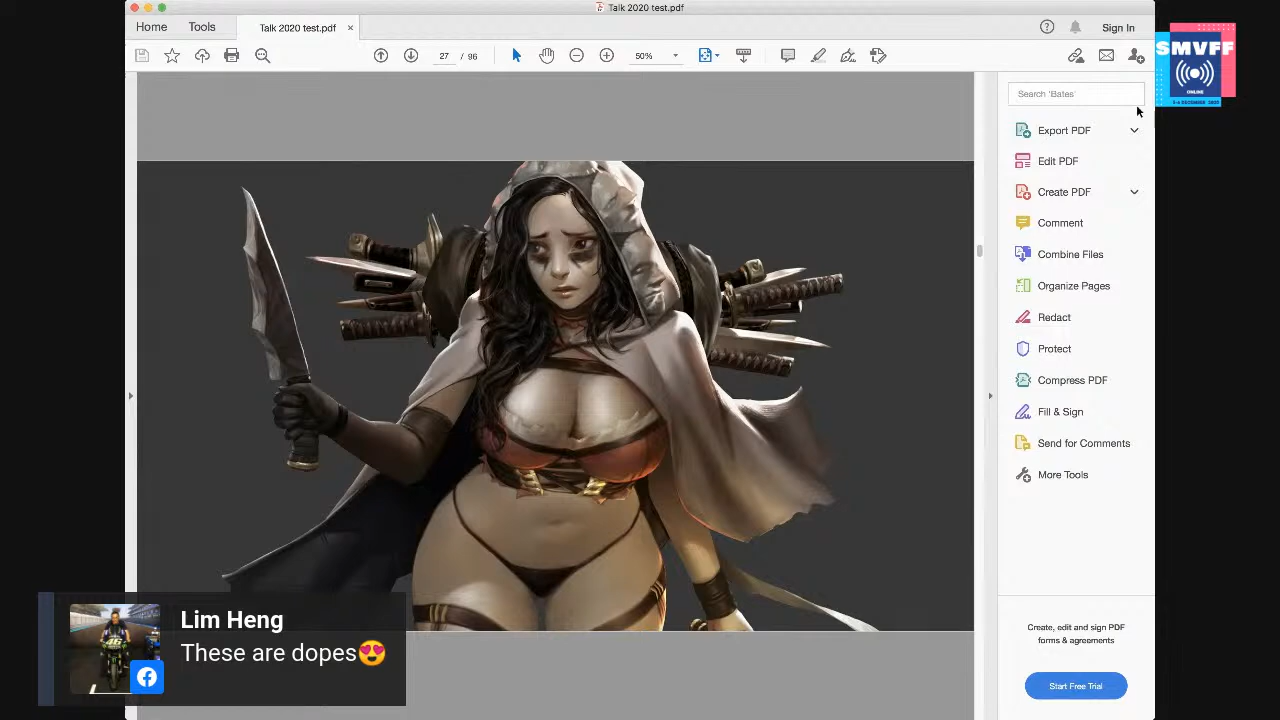 Talk 2020 test.pdf
Home
Tools
Talk 2020 test.pdf
Sign In
27 / 96
50%
SMVFF
ONLINE
Search 'Bates'
Export PDF
Edit PDF
Create PDF
Comment
Combine Files
Organize Pages
Redact
Protect
Compress PDF
Fill & Sign
Send for Comments
More Tools
Create, edit and sign PDF
forms & agreements
Start Free Trial
Lim Heng
These are dopes😍
46